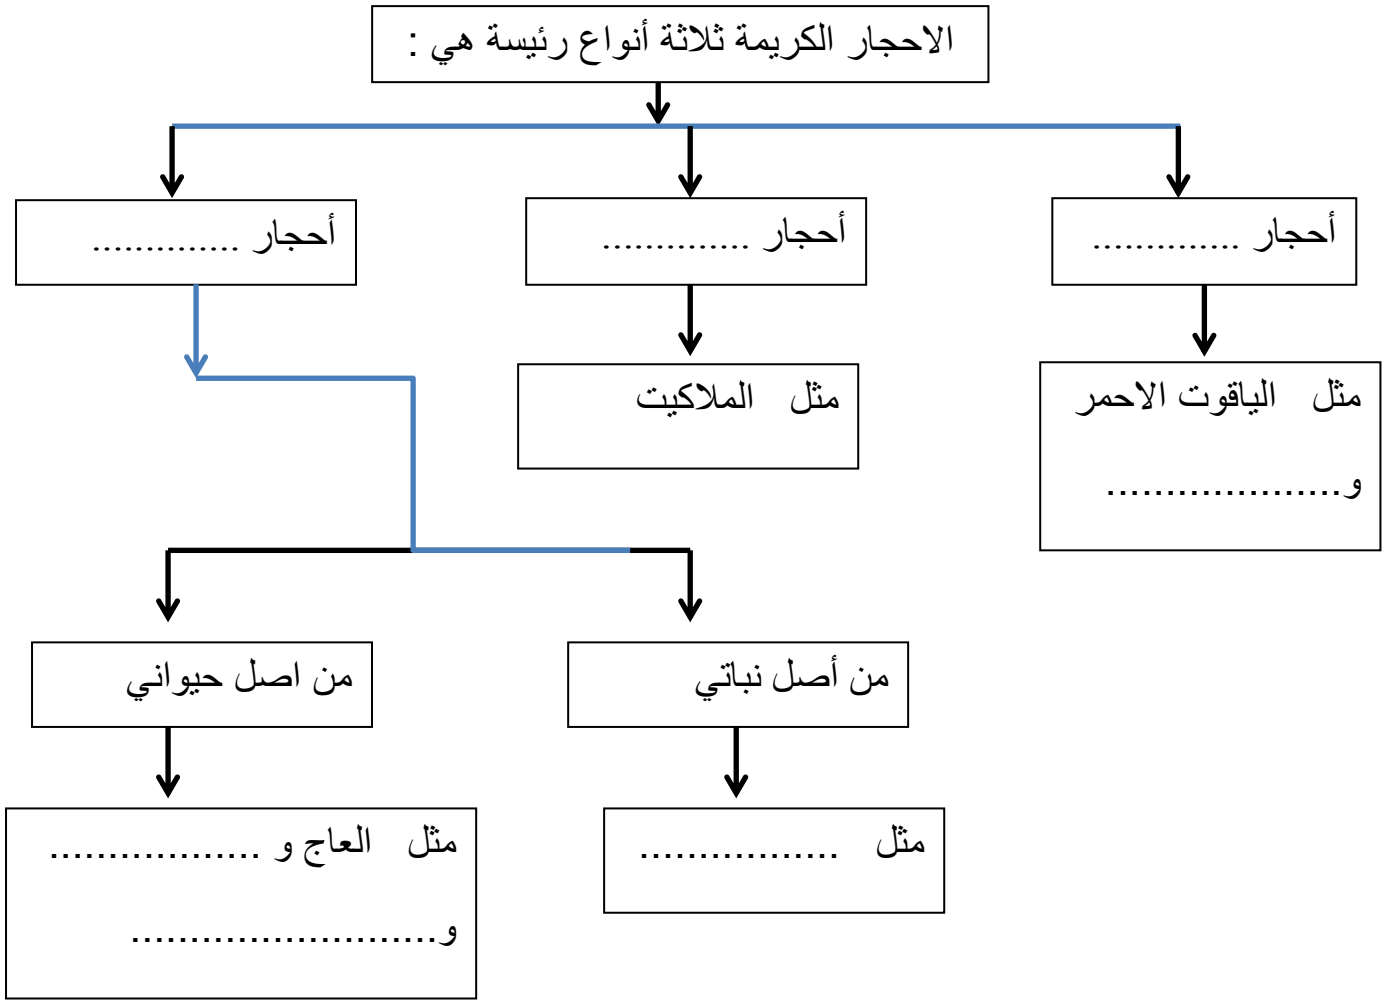 الاحجار الكريمة ثلاثة أنواع رئيسة هي :
أحجار ..............
أحجار ..............
أحجار ..............
مثل الياقوت الاحمر
و....................
مثل الملاكيت
من أصل نباتي
من اصل حيواني
مثل .................
مثل العاج و ..................
و..........................